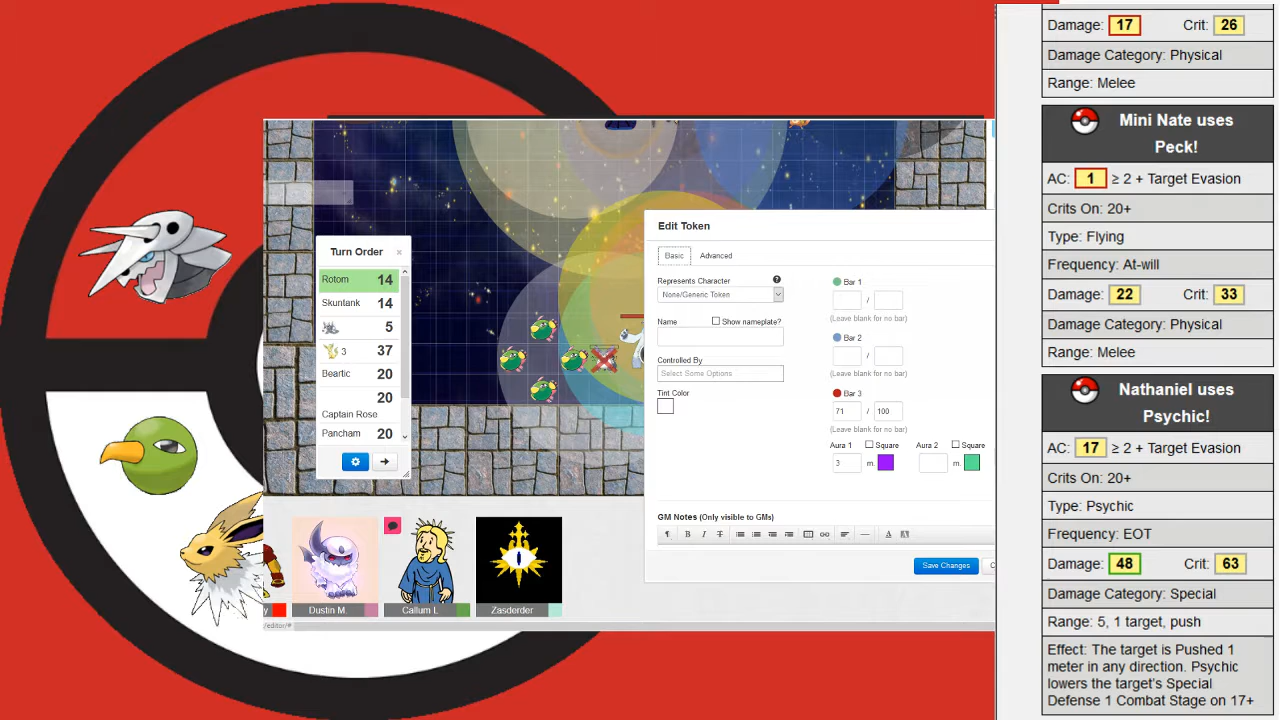 Damage: 17 Crit: 26
Damage Category: Physical
Range: Melee
Mini Nate uses
Peck!
AC: 1 ≥ 2 + Target Evasion
Crits On: 20+
Type: Flying
Frequency: At-will
Damage: 22 Crit: 33
Damage Category: Physical
Range: Melee
Nathaniel uses
Psychic!
AC: 17 ≥ 2 + Target Evasion
Crits On: 20+
Type: Psychic
Frequency: EOT
Damage: 48 Crit: 63
Damage Category: Special
Range: 5, 1 target, push
Effect: The target is Pushed 1
meter in any direction. Psychic
lowers the target's Special
Defense 1 Combat Stage on 17+
Turn Order ×
Rotom 14
Skuntank 14
5
3 37
Beartic 20
20
Captain Rose
Pancham 20
Edit Token
Basic Advanced
Represents Character
None/Generic Token
Name Show nameplate?
Controlled By
Select Some Options
Tint Color
Bar 1
/
(Leave blank for no bar)
Bar 2
/
(Leave blank for no bar)
Bar 3
71 / 100
(Leave blank for no bar)
Aura 1 Square Aura 2 Square
3 m. m.
GM Notes (Only visible to GMs)
Save Changes
y Dustin M. Callum L Zasderder
/editor/#